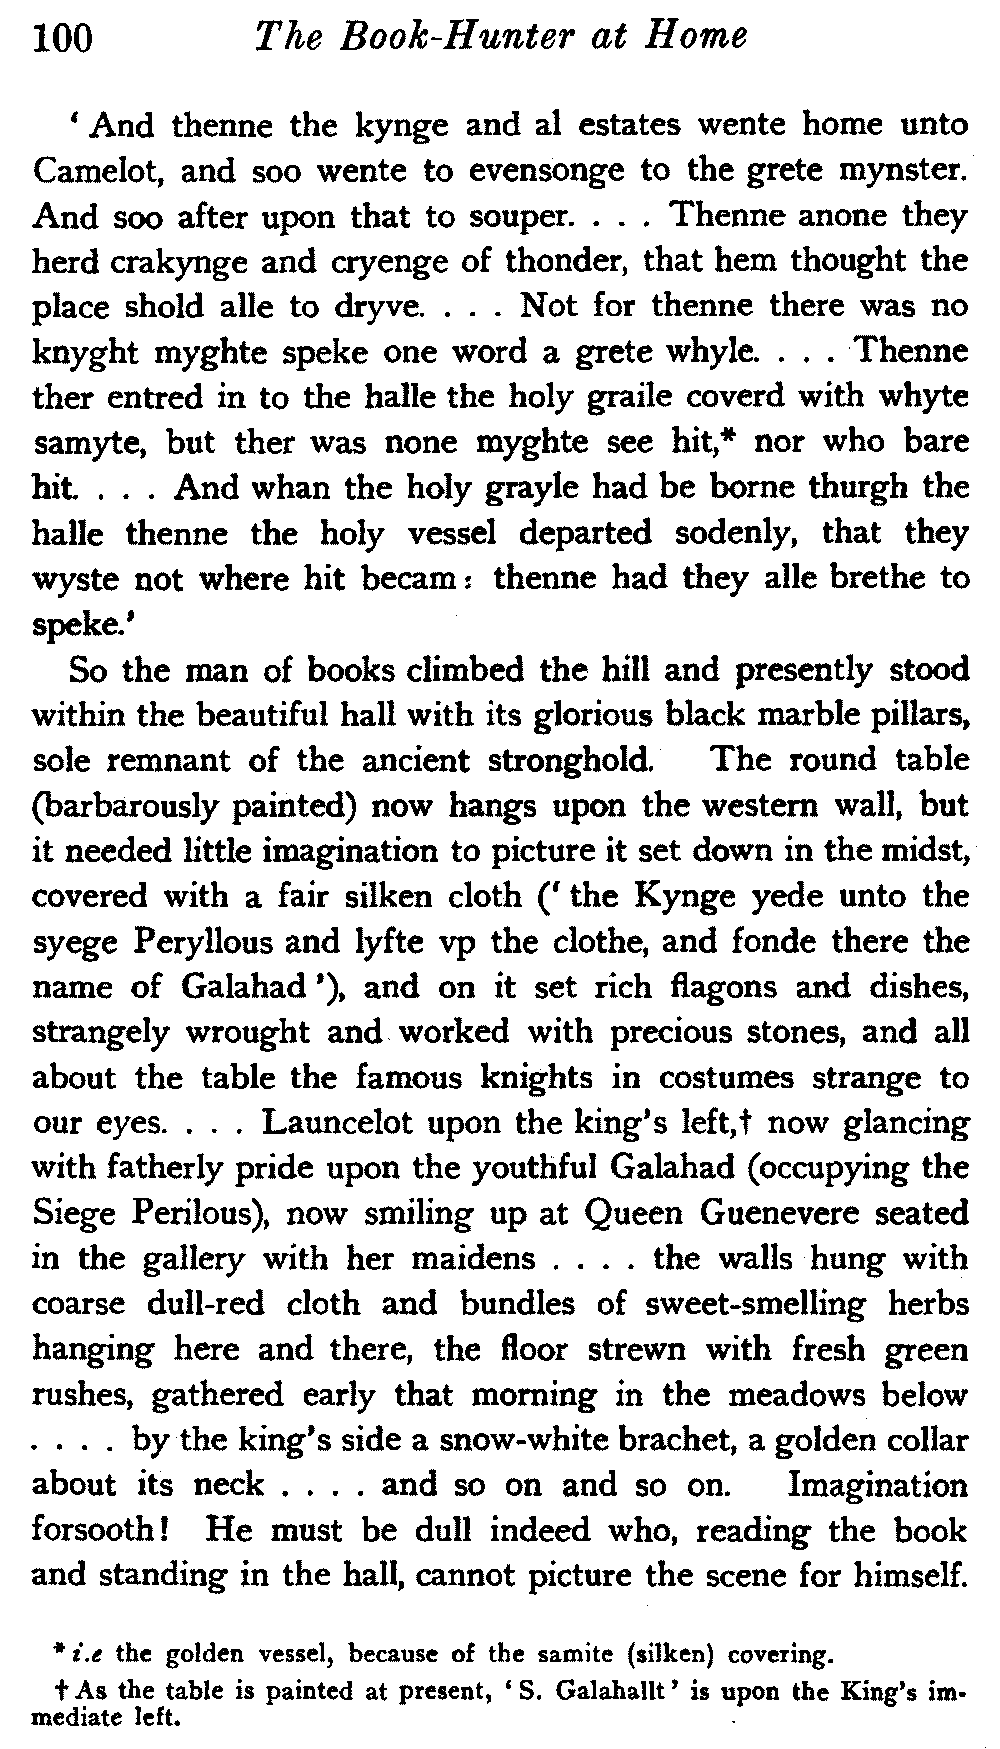 100 The Book-Hunter at Home
‘ And thenne the kynge and al estates wente home unto
Camelot, and soo wente to evensonge to the grete mynster.
And soo after upon that to souper. . . . Thenne anone they
herd crakynge and cryenge of thonder, that hem thought the
place shold alle to dryve. . . . Not for thenne there was no
knyght myghte speke one word a grete whyle. . . . Thenne
ther entred in to the halle the holy graile coverd with whyte
samyte, but ther was none myghte see hit,* nor who bare
hit. . . . And whan the holy grayle had be borne thurgh the
halle thenne the holy vessel departed sodenly, that they
wyste not where hit becam : thenne had they alle brethe to
speke.’
So the man of books climbed the hill and presently stood
within the beautiful hall with its glorious black marble pillars,
sole remnant of the ancient stronghold. The round table
(barbarously painted) now hangs upon the western wall, but
it needed little imagination to picture it set down in the midst,
covered with a fair silken cloth (‘ the Kynge yede unto the
syege Peryllous and lyfte vp the clothe, and fonde there the
name of Galahad ’), and on it set rich flagons and dishes,
strangely wrought and worked with precious stones, and all
about the table the famous knights in costumes strange to
our eyes. . . . Launcelot upon the king’s left,† now glancing
with fatherly pride upon the youthful Galahad (occupying the
Siege Perilous), now smiling up at Queen Guenevere seated
in the gallery with her maidens . . . . the walls hung with
coarse dull-red cloth and bundles of sweet-smelling herbs
hanging here and there, the floor strewn with fresh green
rushes, gathered early that morning in the meadows below
. . . . by the king’s side a snow-white brachet, a golden collar
about its neck . . . . and so on and so on. Imagination
forsooth! He must be dull indeed who, reading the book
and standing in the hall, cannot picture the scene for himself.
* i.e the golden vessel, because of the samite (silken) covering.
† As the table is painted at present, ‘ S. Galahallt ’ is upon the King’s im-
mediate left.